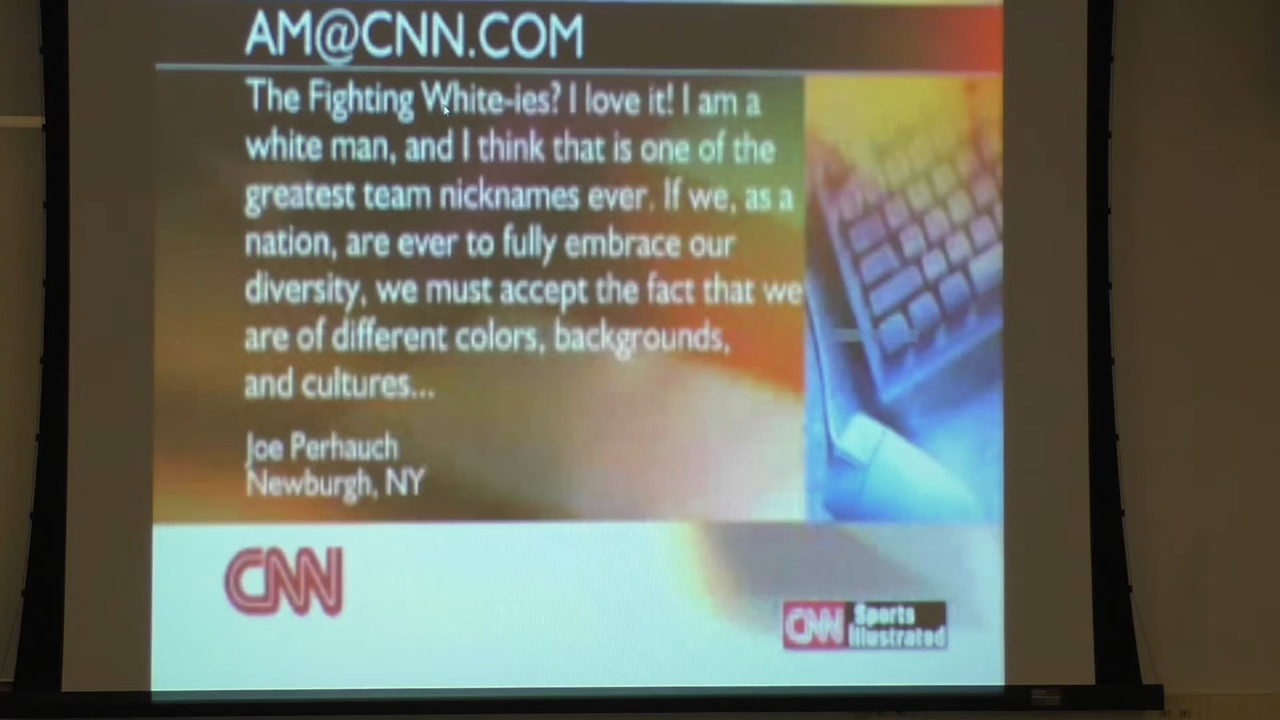 AM@CNN.COM
The Fighting White-ies? I love it! I am a
white man, and I think that is one of the
greatest team nicknames ever. If we, as a
nation, are ever to fully embrace our
diversity, we must accept the fact that we
are of different colors, backgrounds,
and cultures...
Joe Perhauch
Newburgh, NY
CNN
CNN Sports
Illustrated